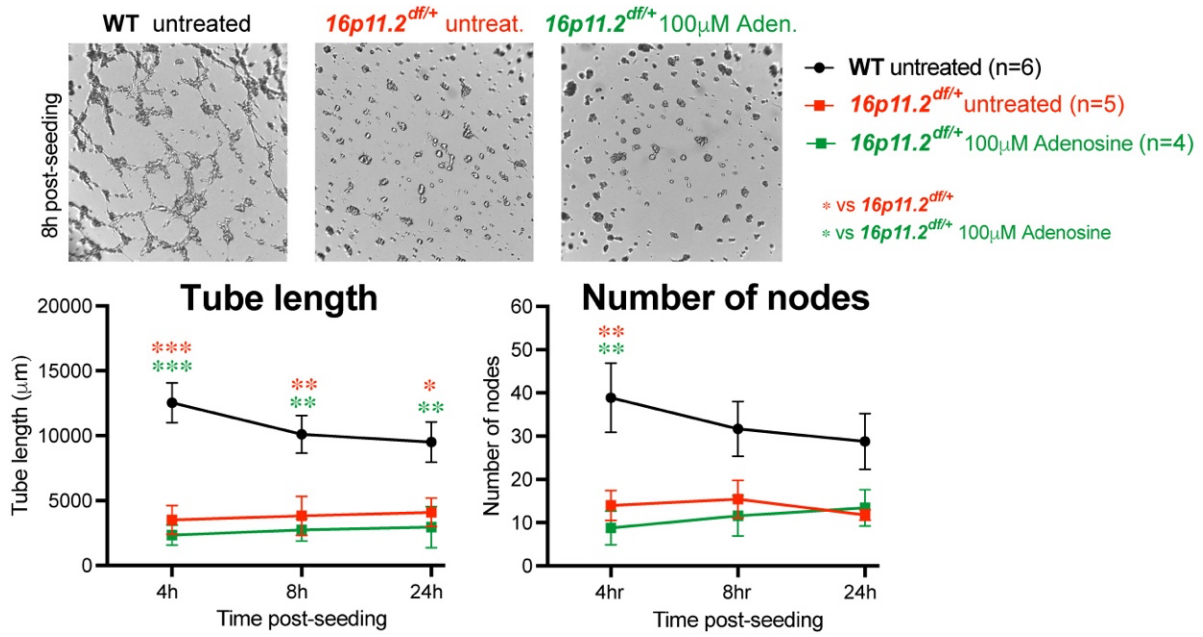 WT untreated
16p11.2df/+ untreat.
16p11.2df/+ 100μM Aden.
8h post-seeding
WT untreated (n=6)
16p11.2df/+ untreated (n=5)
16p11.2df/+ 100μM Adenosine (n=4)
* vs 16p11.2df/+
* vs 16p11.2df/+ 100μM Adenosine
Tube length
Tube length (μm)
20000
15000
10000
5000
0
***
***
**
**
*
**
4h
8h
24h
Time post-seeding
Number of nodes
Number of nodes
60
50
40
30
20
10
0
**
**
4hr
8hr
24h
Time post-seeding